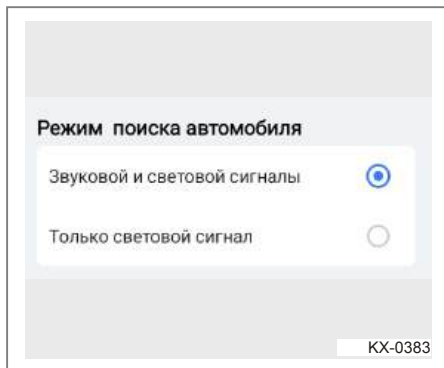 Режим поиска автомобиля
Звуковой и световой сигналы
Только световой сигнал
KX-0383